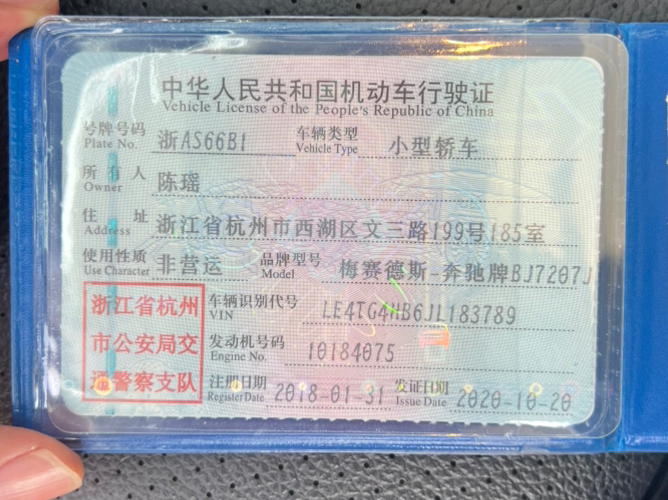 中华人民共和国机动车行驶证
Vehicle License of the People's Republic of China
号牌号码 浙AS66B1 车辆类型 小型轿车
Plate No. Vehicle Type
所有人 陈瑶
Owner
住址 浙江省杭州市西湖区文三路199号185室
Address
使用性质 非营运 品牌型号 梅赛德斯-奔驰牌BJ7207J
Use Character Model
浙江省杭州
市公安局交
通警察支队
车辆识别代号
VIN LE4TG4HB6JL183789
发动机号码 10184075
Engine No.
注册日期 2018-01-31 发证日期 2020-10-20
Register Date Issue Date